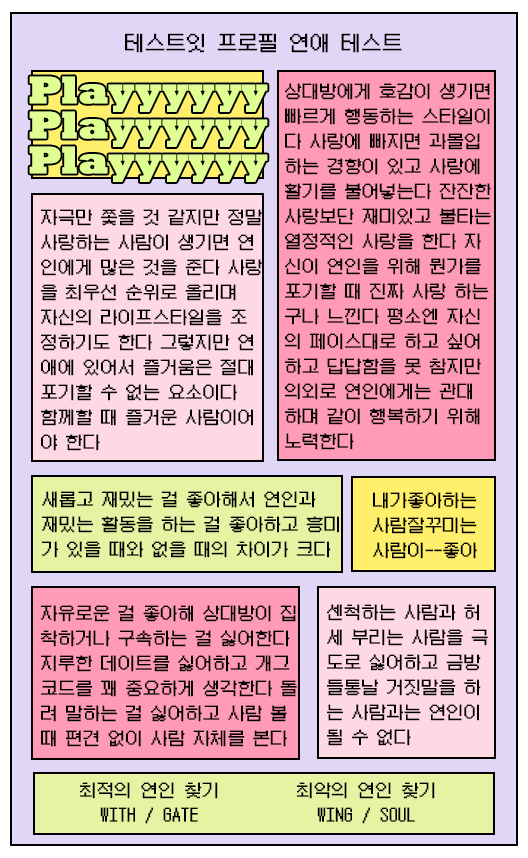 테스트잇 프로필 연애 테스트
Playyyyyyy
Playyyyyyy
Playyyyyyy
상대방에게 호감이 생기면
빠르게 행동하는 스타일이
다 사랑에 빠지면 과몰입
하는 경향이 있고 사랑에
활기를 불어넣는다 잔잔한
사랑보단 재미있고 불타는
열정적인 사랑을 한다 자
신이 연인을 위해 뭔가를
포기할 때 진짜 사랑 하는
구나 느낀다 평소엔 자신
의 페이스대로 하고 싶어
하고 답답함을 못 참지만
의외로 연인에게는 관대
하며 같이 행복하기 위해
노력한다
자극만 쫓을 것 같지만 정말
사랑하는 사람이 생기면 연
인에게 많은 것을 준다 사랑
을 최우선 순위로 올리며
자신의 라이프스타일을 조
정하기도 한다 그렇지만 연
애에 있어서 즐거움은 절대
포기할 수 없는 요소이다
함께할 때 즐거운 사람이어
야 한다
새롭고 재밌는 걸 좋아해서 연인과
재밌는 활동을 하는 걸 좋아하고 흥미
가 있을 때와 없을 때의 차이가 크다
내가좋아하는
사람잘꾸미는
사람이--좋아
자유로운 걸 좋아해 상대방이 집
착하거나 구속하는 걸 싫어한다
지루한 데이트를 싫어하고 개그
코드를 꽤 중요하게 생각한다 돌
려 말하는 걸 싫어하고 사람 볼
때 편견 없이 사람 자체를 본다
센척하는 사람과 허
세 부리는 사람을 극
도로 싫어하고 금방
들통날 거짓말을 하
는 사람과는 연인이
될 수 없다
최적의 연인 찾기
WITH / GATE
최악의 연인 찾기
WING / SOUL